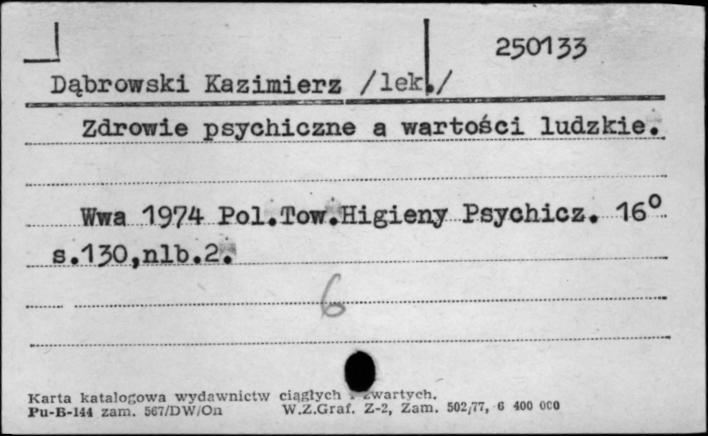 250133
Dąbrowski Kazimierz /lek./
Zdrowie psychiczne a wartości ludzkie.
Wwa 1974 Pol.Tow.Higieny Psychicz. 16⁰
s.130,nlb.2.
6
Karta katalogowa wydawnictw ciągłych i zwartych.
Pu-B-144 zam. 567/DW/On W.Z.Graf. Z-2, Zam. 502/77, 6 400 000